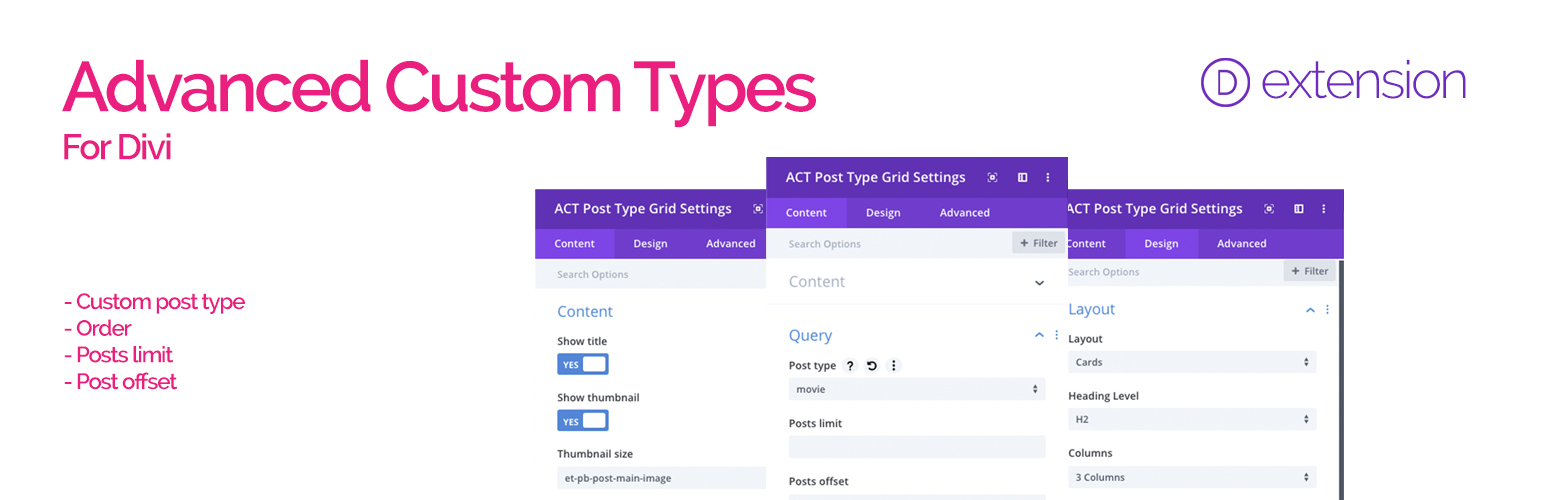 Advanced Custom Types
For Divi
D extension
- Custom post type
- Order
- Posts limit
- Post offset
ACT Post Type Grid Settings
Content Design Advanced
Search Options
Content
Show title
YES
Show thumbnail
YES
Thumbnail size
et-pb-post-main-image
ACT Post Type Grid Settings
Content Design Advanced
Search Options + Filter
Content
Query
Post type ?
movie
Posts limit
Posts offset
ACT Post Type Grid Settings
Content Design Advanced
Search Options + Filter
Layout
Layout
Cards
Heading Level
H2
Columns
3 Columns